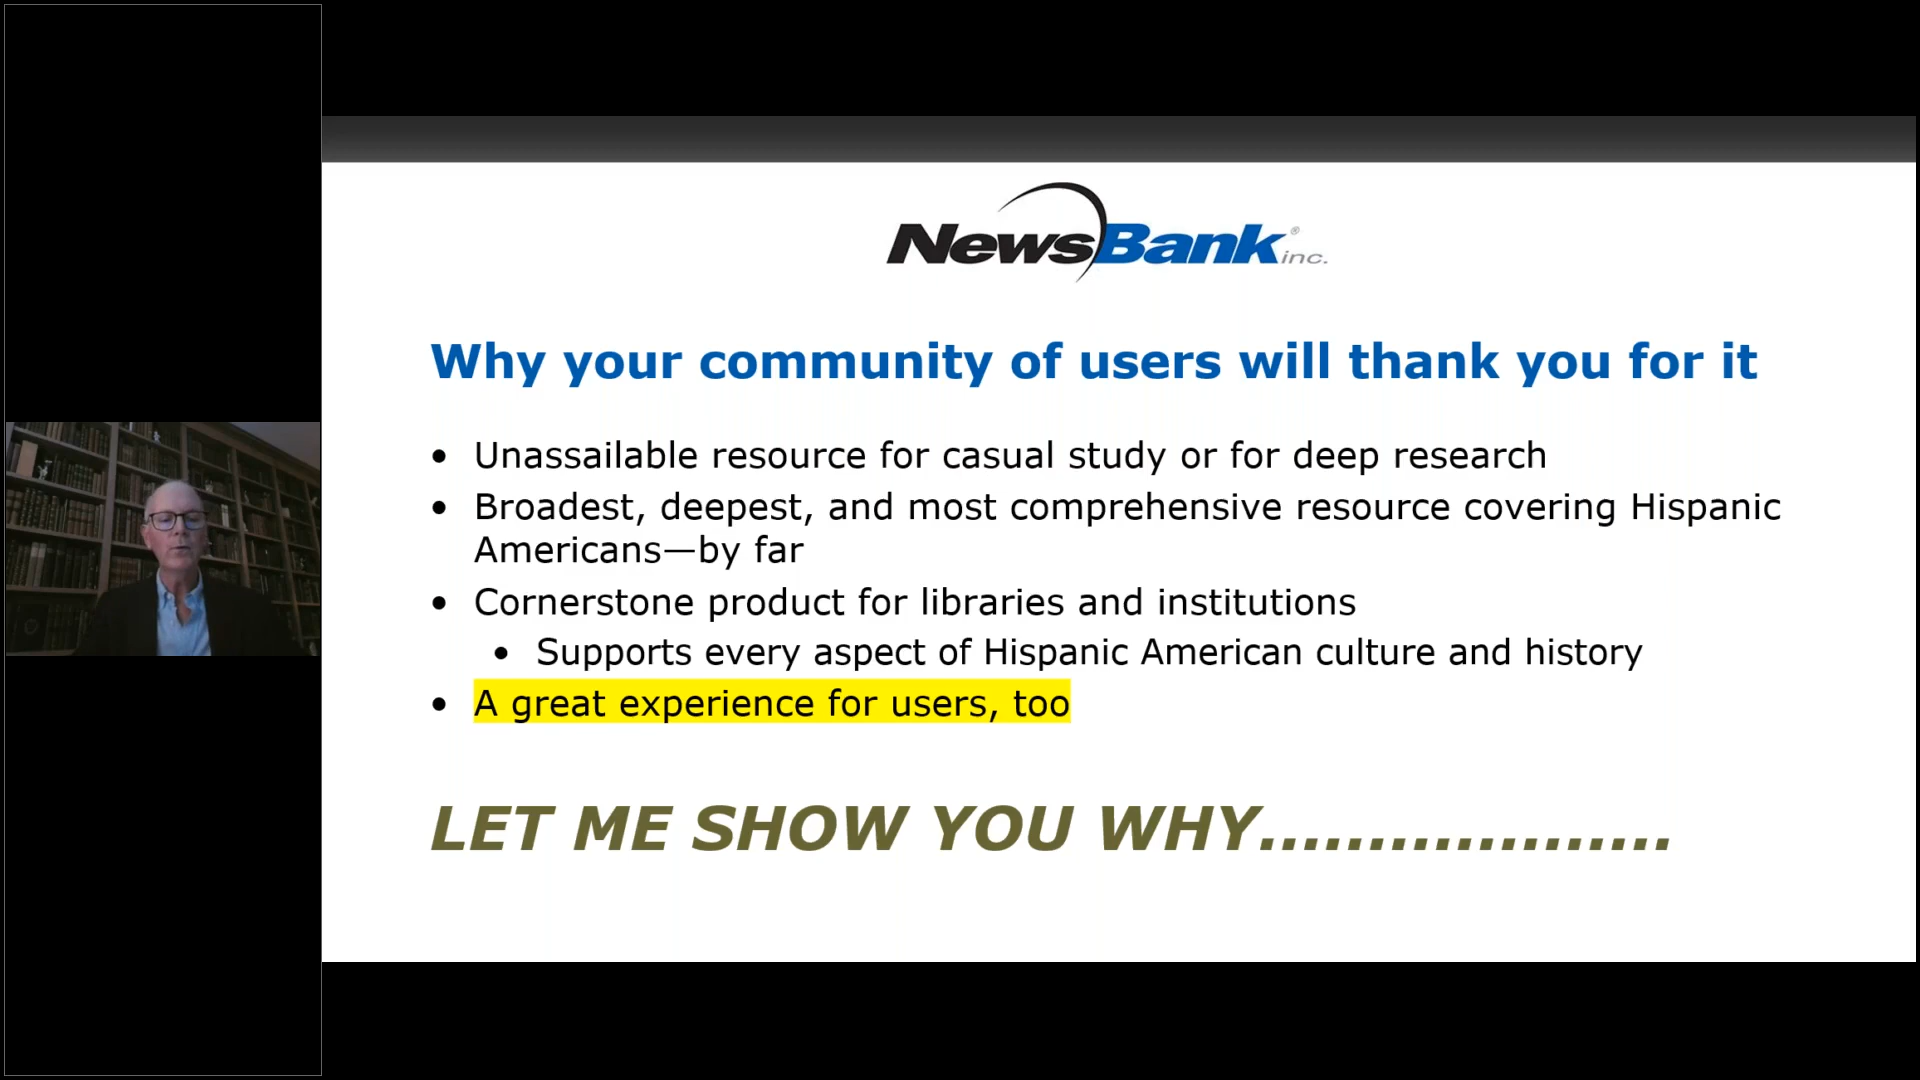 NewsBank® inc.
Why your community of users will thank you for it
• Unassailable resource for casual study or for deep research
• Broadest, deepest, and most comprehensive resource covering Hispanic
Americans—by far
• Cornerstone product for libraries and institutions
• Supports every aspect of Hispanic American culture and history
• A great experience for users, too
LET ME SHOW YOU WHY...................